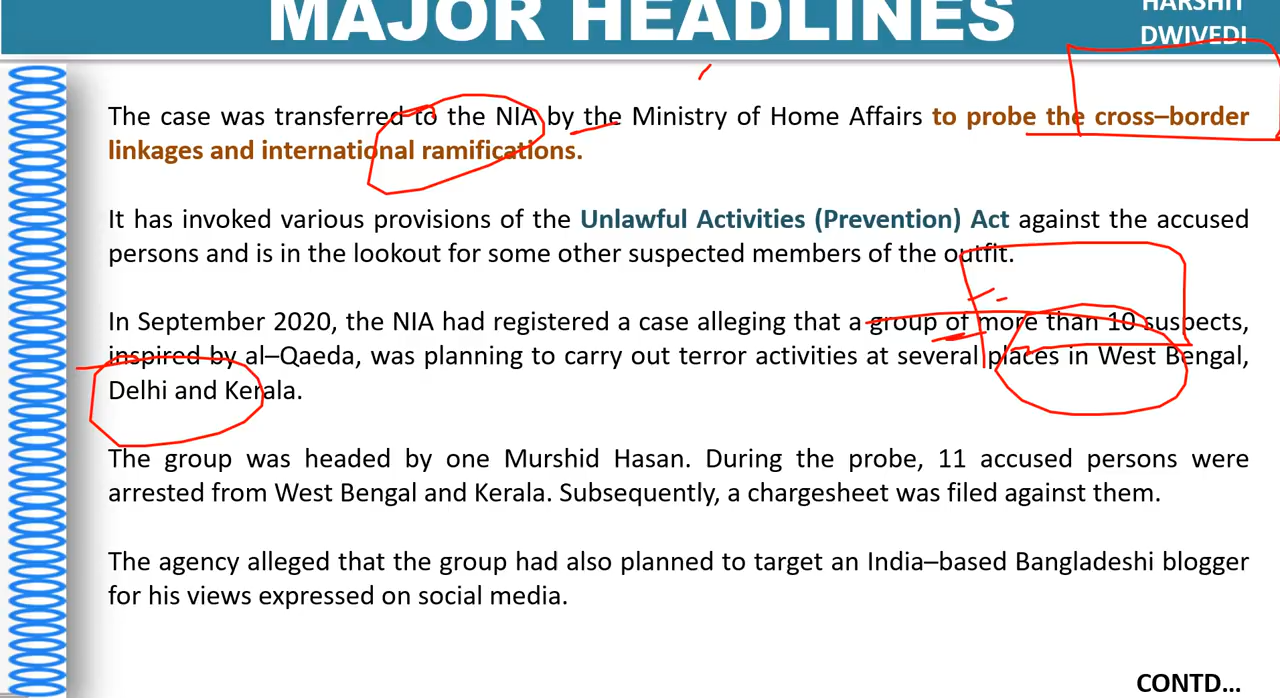 MAJOR HEADLINES
HARSHIT
DWIVEDI
The case was transferred to the NIA by the Ministry of Home Affairs to probe the cross–border
linkages and international ramifications.
It has invoked various provisions of the Unlawful Activities (Prevention) Act against the accused
persons and is in the lookout for some other suspected members of the outfit.
In September 2020, the NIA had registered a case alleging that a group of more than 10 suspects,
inspired by al–Qaeda, was planning to carry out terror activities at several places in West Bengal,
Delhi and Kerala.
The group was headed by one Murshid Hasan. During the probe, 11 accused persons were
arrested from West Bengal and Kerala. Subsequently, a chargesheet was filed against them.
The agency alleged that the group had also planned to target an India–based Bangladeshi blogger
for his views expressed on social media.
CONTD...